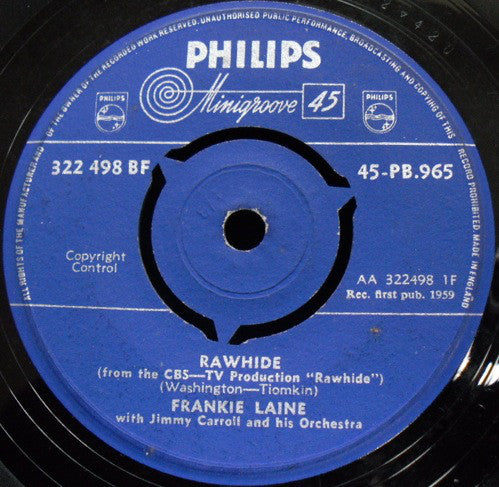 ALL RIGHTS OF THE MANUFACTURER AND OF THE OWNER OF THE RECORDED WORK RESERVED. UNAUTHORISED PUBLIC PERFORMANCE, BROADCASTING AND COPYING OF THIS RECORD PROHIBITED. MADE IN ENGLAND
PHILIPS
PHILIPS Minigroove 45 PHILIPS
322 498 BF 45-PB.965
Copyright
Control
AA 322498 1F
Rec. first pub. 1959
RAWHIDE
(from the CBS—TV Production "Rawhide")
(Washington—Tiomkin)
FRANKIE LAINE
with Jimmy Carroll and his Orchestra